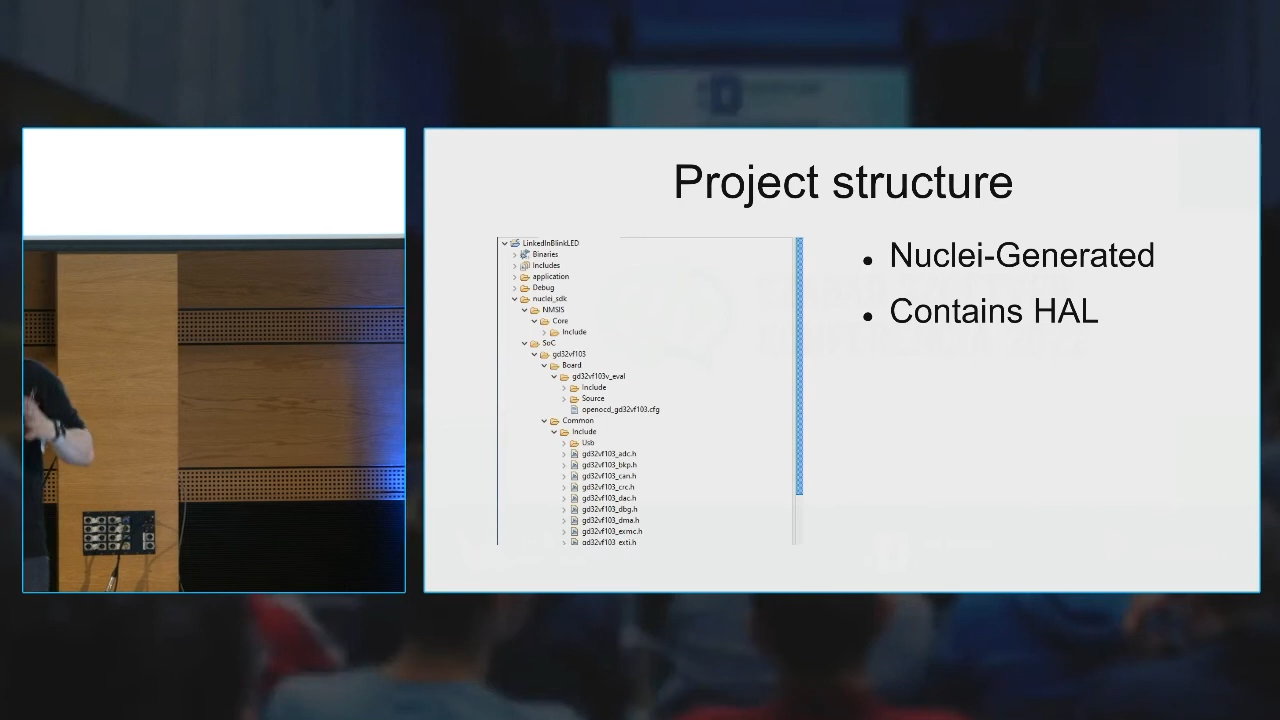 Project structure
LinkedInBlinkLED
Binaries
Includes
application
Debug
nuclei_sdk
NMSIS
Core
Include
SoC
gd32vf103
Board
gd32vf103v_eval
Include
Source
openocd_gd32vf103.cfg
Common
Include
Usb
gd32vf103_adc.h
gd32vf103_bkp.h
gd32vf103_can.h
gd32vf103_crc.h
gd32vf103_dac.h
gd32vf103_dbg.h
gd32vf103_dma.h
gd32vf103_exmc.h
gd32vf103_exti.h
• Nuclei-Generated
• Contains HAL